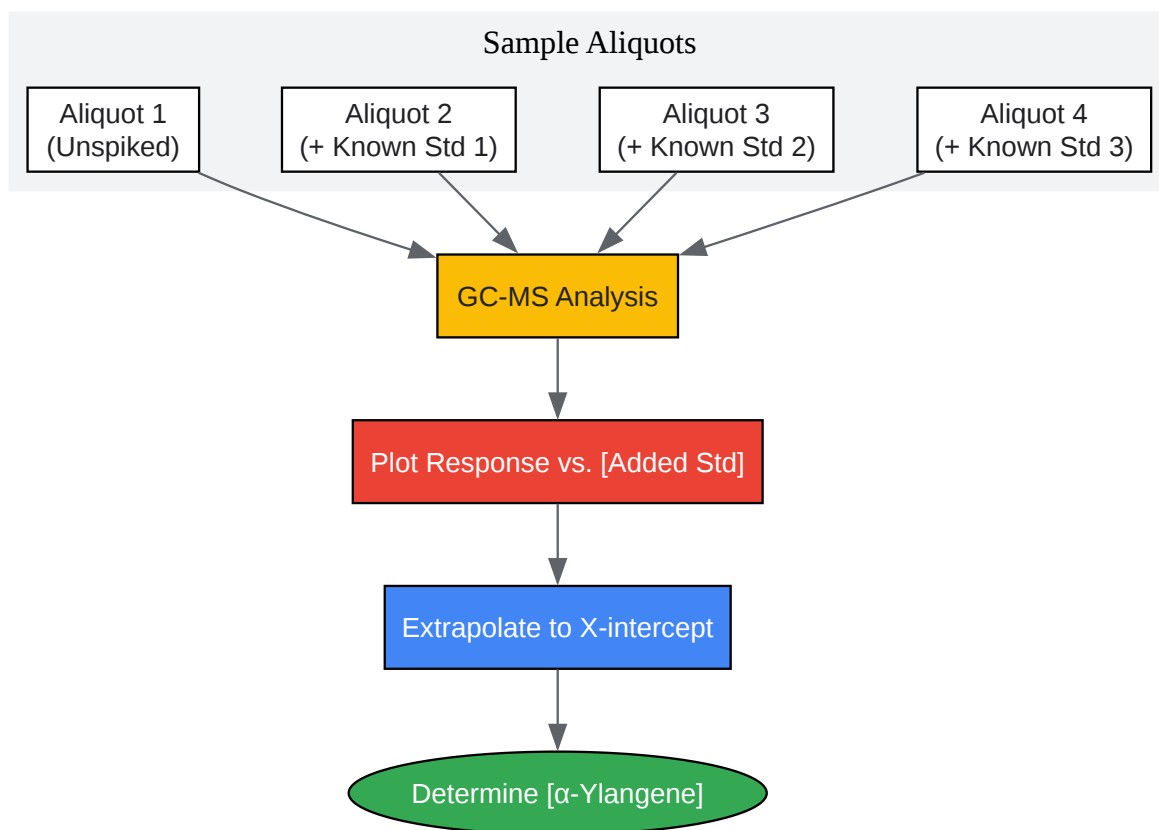 Sample Aliquots
Aliquot 1
(Unspiked)
Aliquot 2
(+ Known Std 1)
Aliquot 3
(+ Known Std 2)
Aliquot 4
(+ Known Std 3)
GC-MS Analysis
Plot Response vs. [Added Std]
Extrapolate to X-intercept
Determine [α-Ylangene]